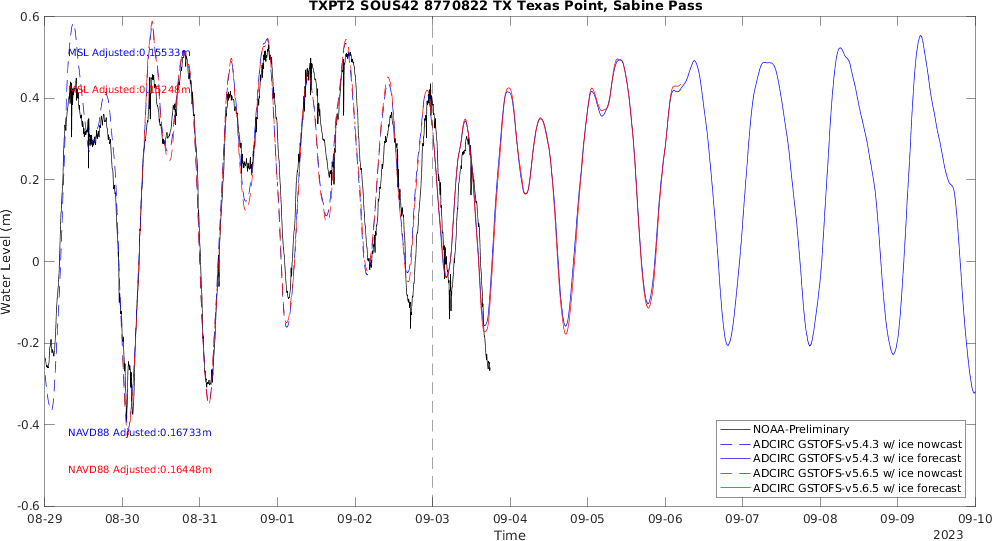 TXPT2 SOUS42 8770822 TX Texas Point, Sabine Pass
0.6
MSL Adjusted:0.15533m
MSL Adjusted:0.15248m
0.4
0.2
0
-0.2
-0.4
-0.6
Water Level (m)
NAVD88 Adjusted:0.16733m
NAVD88 Adjusted:0.16448m
NOAA-Preliminary
ADCIRC GSTOFS-v5.4.3 w/ ice nowcast
ADCIRC GSTOFS-v5.4.3 w/ ice forecast
ADCIRC GSTOFS-v5.6.5 w/ ice nowcast
ADCIRC GSTOFS-v5.6.5 w/ ice forecast
08-29 08-30 08-31 09-01 09-02 09-03 09-04 09-05 09-06 09-07 09-08 09-09 09-10
Time
2023